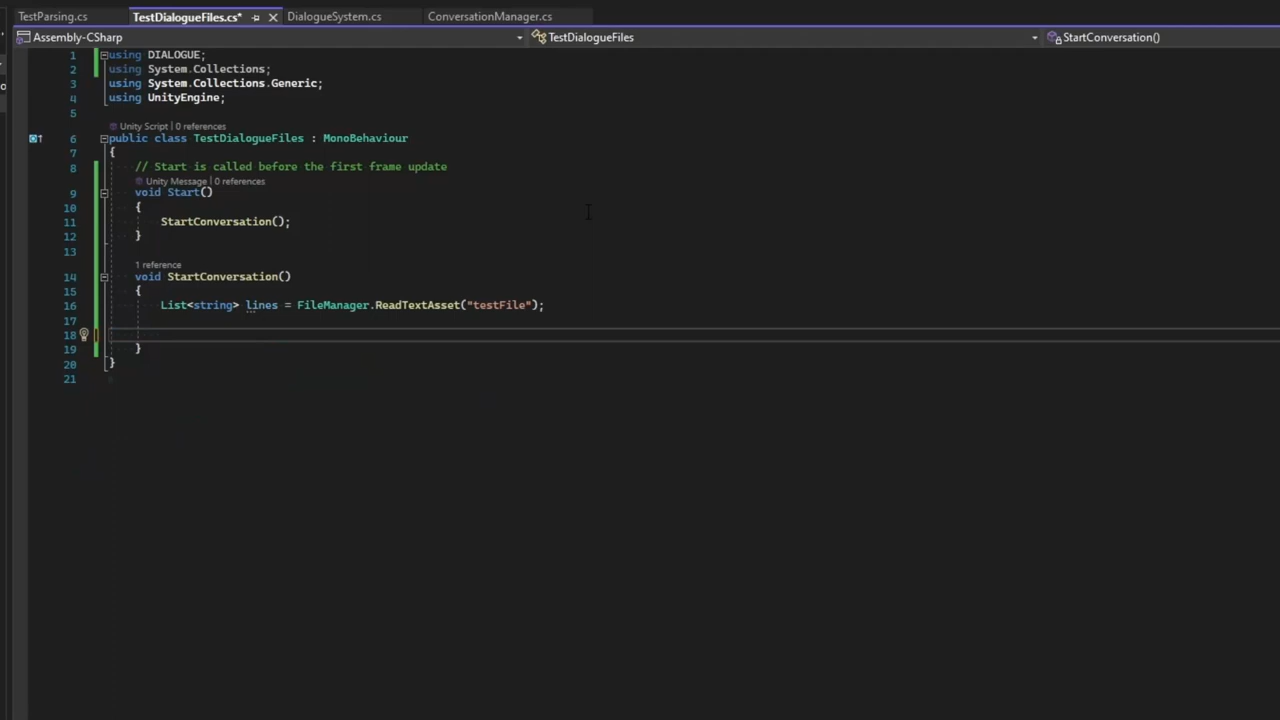 TestParsing.cs TestDialogueFiles.cs* DialogueSystem.cs ConversationManager.cs
Assembly-CSharp TestDialogueFiles StartConversation()
1 using DIALOGUE;
2 using System.Collections;
3 using System.Collections.Generic;
4 using UnityEngine;
5
Unity Script | 0 references
6 public class TestDialogueFiles : MonoBehaviour
7 {
8 // Start is called before the first frame update
Unity Message | 0 references
9 void Start()
10 {
11 StartConversation();
12 }
13
1 reference
14 void StartConversation()
15 {
16 List<string> lines = FileManager.ReadTextAsset("testFile");
17
18
19 }
20 }
21